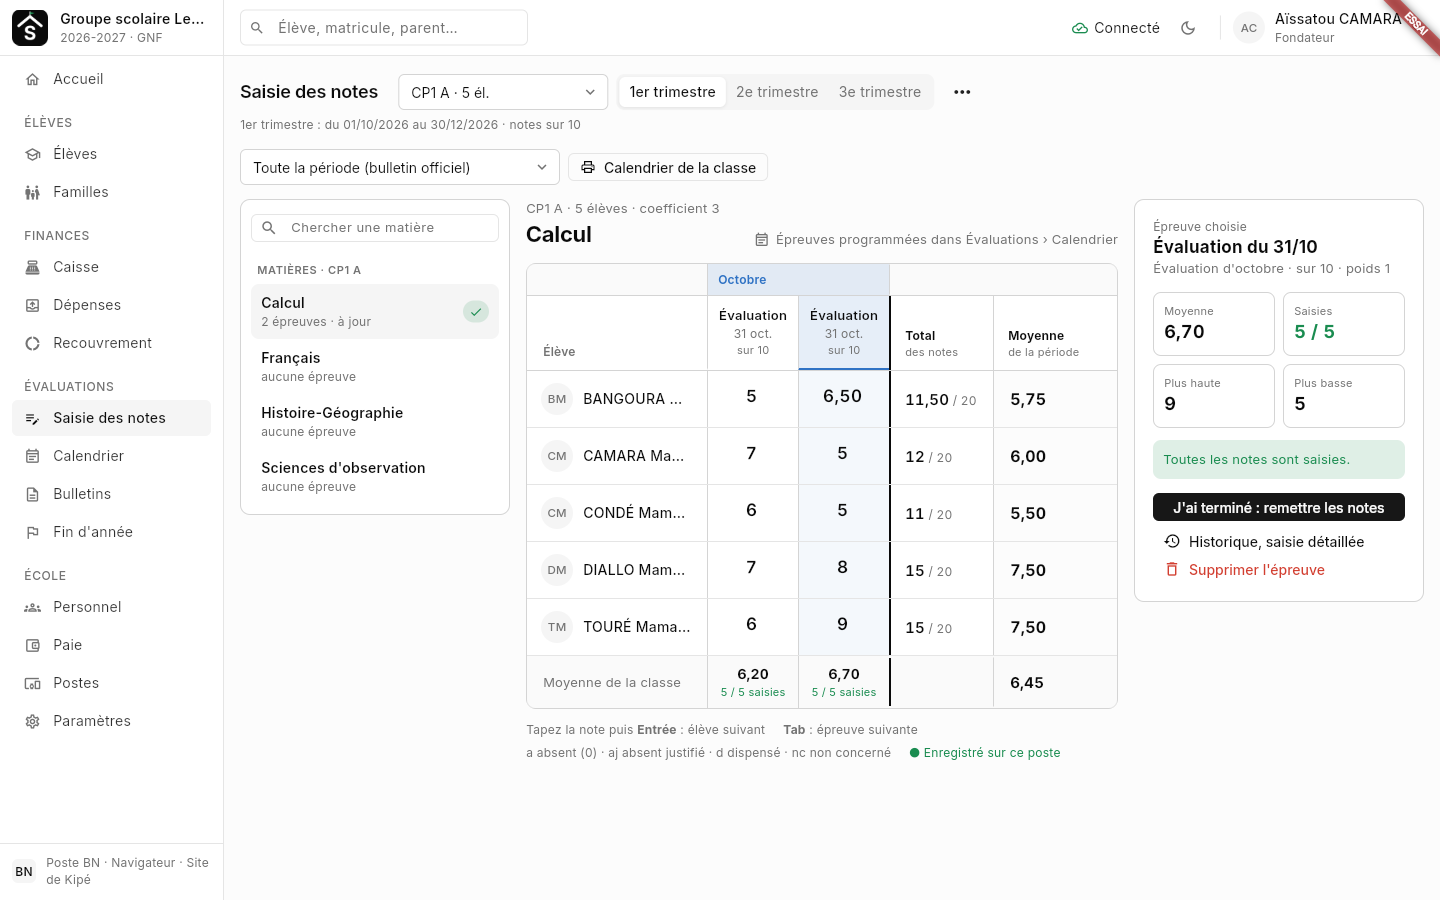 Groupe scolaire Le...
2026-2027 · GNF
Élève, matricule, parent...
Connecté
AC
Aïssatou CAMARA
Fondateur
ESSAI
Accueil
ÉLÈVES
Élèves
Familles
FINANCES
Caisse
Dépenses
Recouvrement
ÉVALUATIONS
Saisie des notes
Calendrier
Bulletins
Fin d'année
ÉCOLE
Personnel
Paie
Postes
Paramètres
BN
Poste BN · Navigateur · Site
de Kipé
Saisie des notes
CP1 A · 5 él.
1er trimestre
2e trimestre
3e trimestre
1er trimestre : du 01/10/2026 au 30/12/2026 · notes sur 10
Toute la période (bulletin officiel)
Calendrier de la classe
Chercher une matière
MATIÈRES · CP1 A
Calcul
2 épreuves · à jour
Français
aucune épreuve
Histoire-Géographie
aucune épreuve
Sciences d'observation
aucune épreuve
CP1 A · 5 élèves · coefficient 3
Calcul
Épreuves programmées dans Évaluations › Calendrier
Octobre
Élève
Évaluation
31 oct.
sur 10
Évaluation
31 oct.
sur 10
Total
des notes
Moyenne
de la période
BM BANGOURA ... 5 6,50 11,50 / 20 5,75
CM CAMARA Ma... 7 5 12 / 20 6,00
CM CONDÉ Mam... 6 5 11 / 20 5,50
DM DIALLO Mam... 7 8 15 / 20 7,50
TM TOURÉ Mama... 6 9 15 / 20 7,50
Moyenne de la classe 6,20 6,70 6,45
5 / 5 saisies 5 / 5 saisies
Tapez la note puis Entrée : élève suivant Tab : épreuve suivante
a absent (0) · aj absent justifié · d dispensé · nc non concerné Enregistré sur ce poste
Épreuve choisie
Évaluation du 31/10
Évaluation d'octobre · sur 10 · poids 1
Moyenne
6,70
Saisies
5 / 5
Plus haute
9
Plus basse
5
Toutes les notes sont saisies.
J'ai terminé : remettre les notes
Historique, saisie détaillée
Supprimer l'épreuve